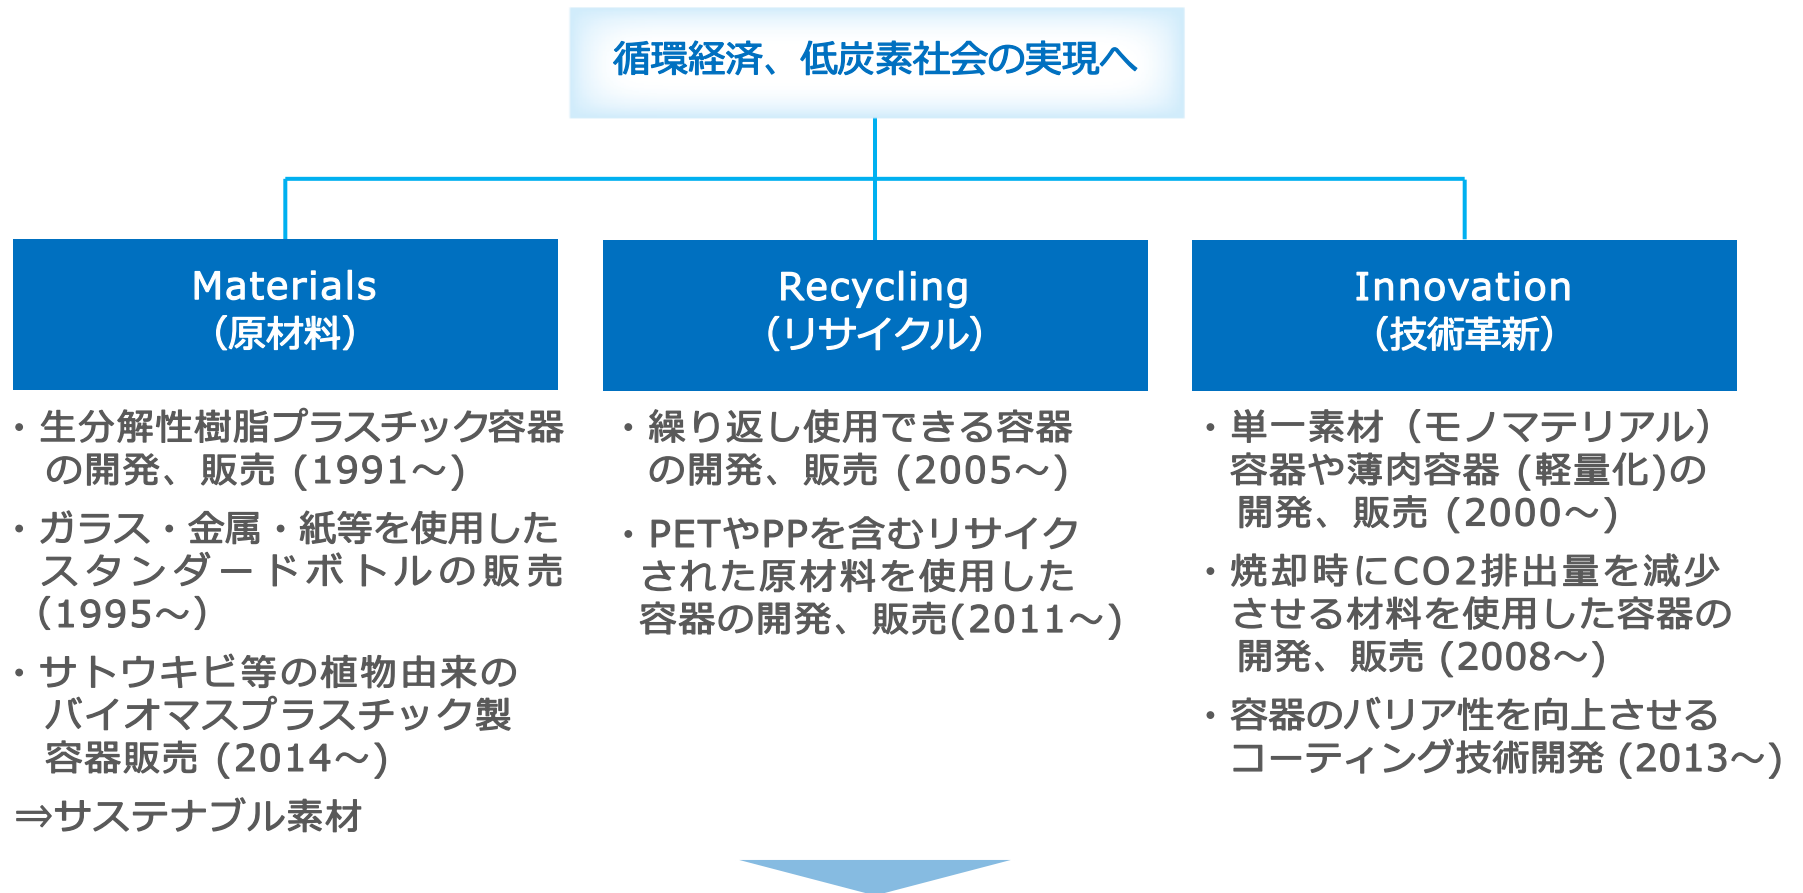 循環経済、低炭素社会の実現へ
Materials
（原材料）
・生分解性樹脂プラスチック容器
の開発、販売 (1991～)
・ガラス・金属・紙等を使用した
スタンダードボトルの販売
（1995～）
・サトウキビ等の植物由来の
バイオマスプラスチック製
容器販売 (2014～)
⇒サステナブル素材
Recycling
（リサイクル）
・繰り返し使用できる容器
の開発、販売 (2005～)
・PETやPPを含むリサイク
された原材料を使用した
容器の開発、販売(2011～)
Innovation
（技術革新）
・単一素材（モノマテリアル）
容器や薄肉容器 (軽量化)の
開発、販売 (2000～)
・焼却時にCO2排出量を減少
させる材料を使用した容器の
開発、販売 (2008～)
・容器のバリア性を向上させる
コーティング技術開発 (2013～)